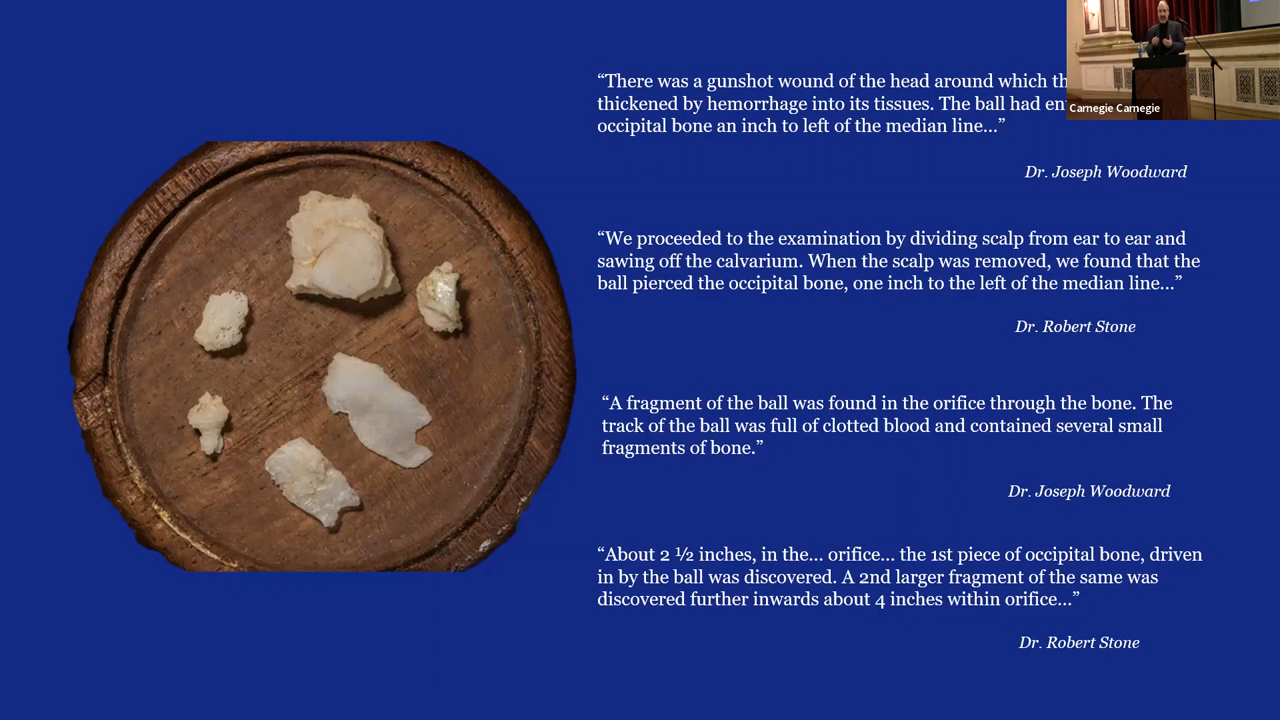 “There was a gunshot wound of the head around which
thickened by hemorrhage into its tissues. The ball had
occipital bone an inch to left of the median line...”
Dr. Joseph Woodward
“We proceeded to the examination by dividing scalp from ear to ear and
sawing off the calvarium. When the scalp was removed, we found that the
ball pierced the occipital bone, one inch to the left of the median line...”
Dr. Robert Stone
“A fragment of the ball was found in the orifice through the bone. The
track of the ball was full of clotted blood and contained several small
fragments of bone.”
Dr. Joseph Woodward
“About 2 ½ inches, in the... orifice... the 1st piece of occipital bone, driven
in by the ball was discovered. A 2nd larger fragment of the same was
discovered further inwards about 4 inches within orifice...”
Dr. Robert Stone
Carnegie Carnegie